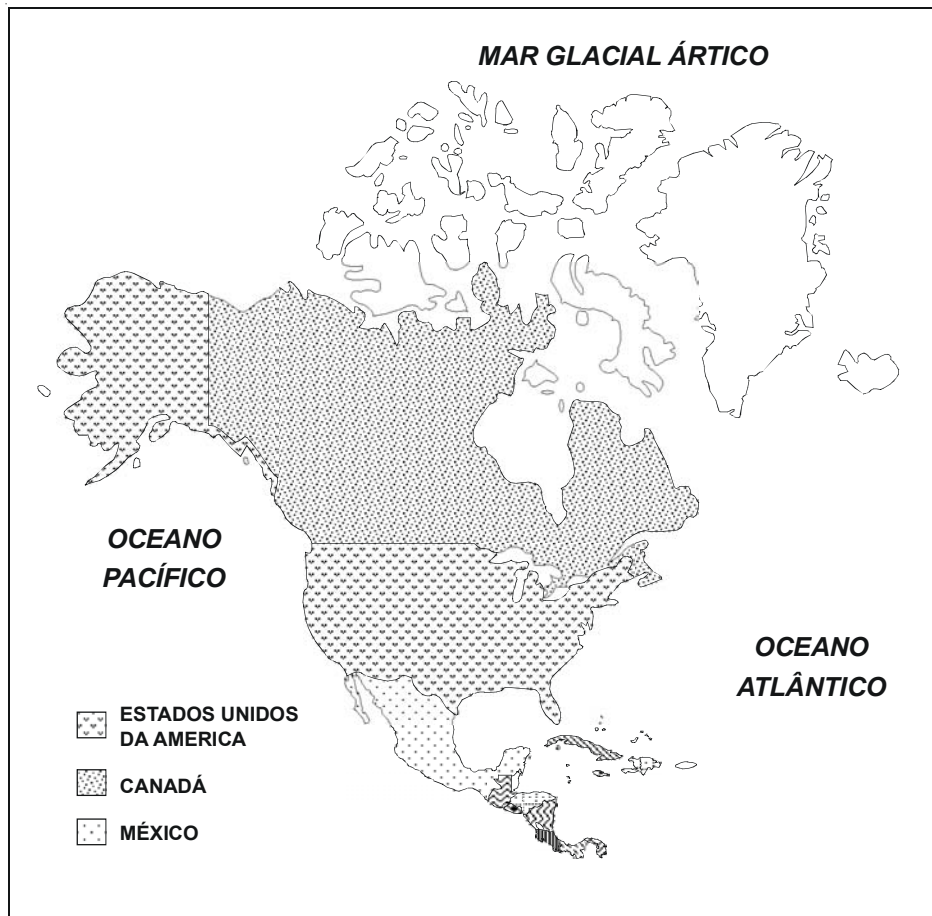 MAR GLACIAL ÁRTICO
OCEANO
PACÍFICO
OCEANO
ATLÂNTICO
ESTADOS UNIDOS
DA AMERICA
CANADÁ
MÉXICO